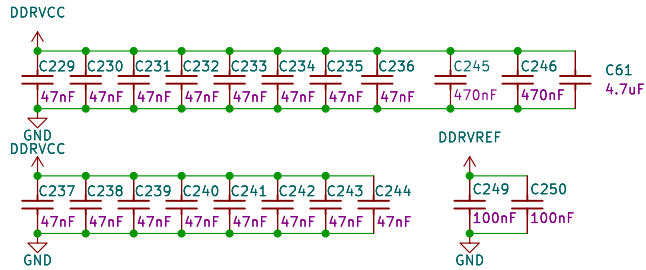 DDRVCC
C229 C230 C231 C232 C233 C234 C235 C236 C245 C246 C61
47nF 47nF 47nF 47nF 47nF 47nF 47nF 47nF 470nF 470nF 4.7uF
GND
DDRVCC DDRVREF
C237 C238 C239 C240 C241 C242 C243 C244 C249 C250
47nF 47nF 47nF 47nF 47nF 47nF 47nF 47nF 100nF 100nF
GND GND